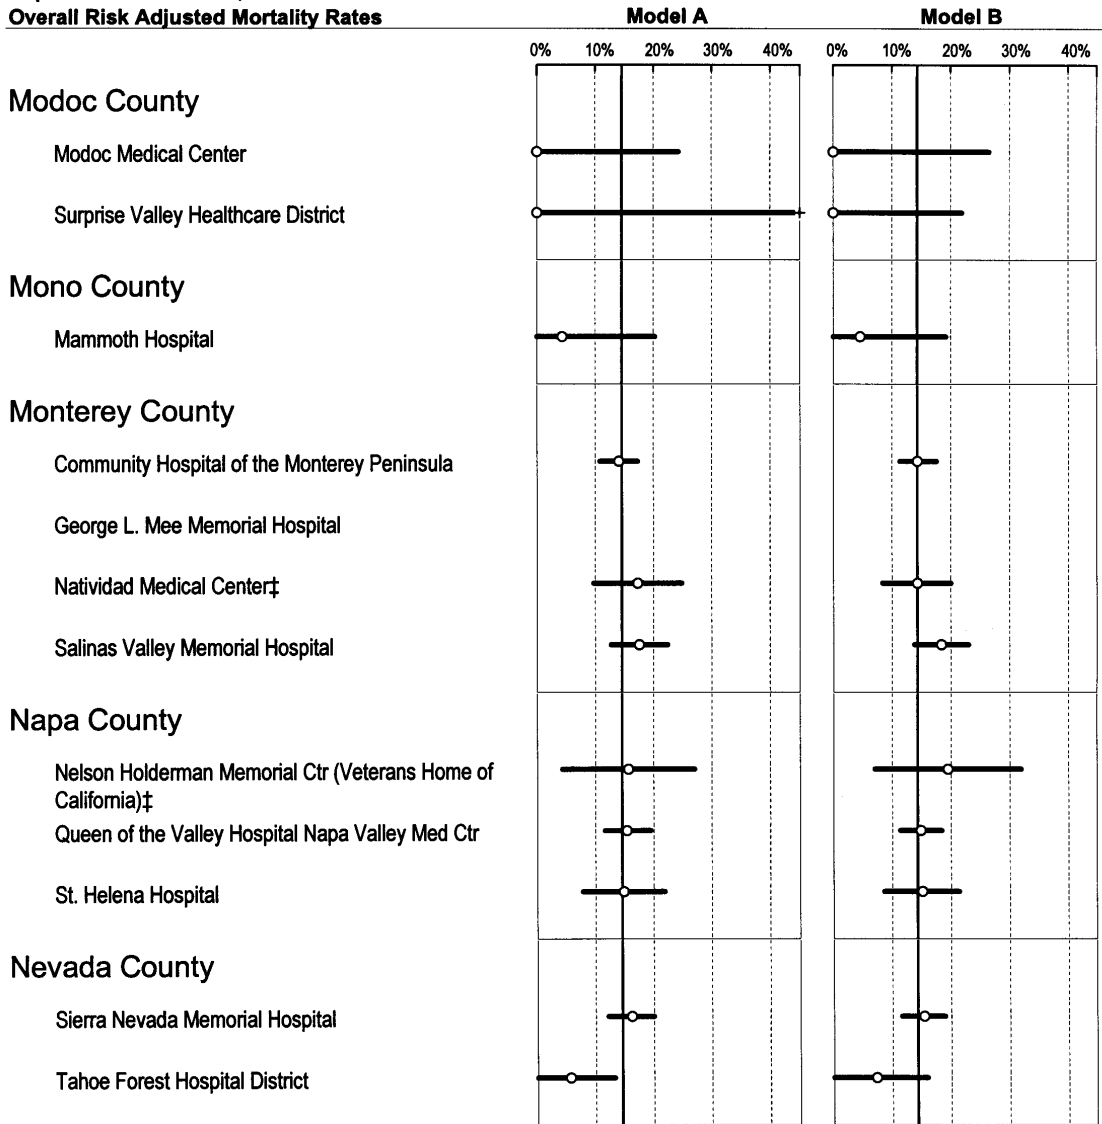 Overall Risk Adjusted Mortality Rates Model A Model B
0% 10% 20% 30% 40% 0% 10% 20% 30% 40%
Modoc County
Modoc Medical Center
Surprise Valley Healthcare District
Mono County
Mammoth Hospital
Monterey County
Community Hospital of the Monterey Peninsula
George L. Mee Memorial Hospital
Natividad Medical Center‡
Salinas Valley Memorial Hospital
Napa County
Nelson Holderman Memorial Ctr (Veterans Home of
California)‡
Queen of the Valley Hospital Napa Valley Med Ctr
St. Helena Hospital
Nevada County
Sierra Nevada Memorial Hospital
Tahoe Forest Hospital District